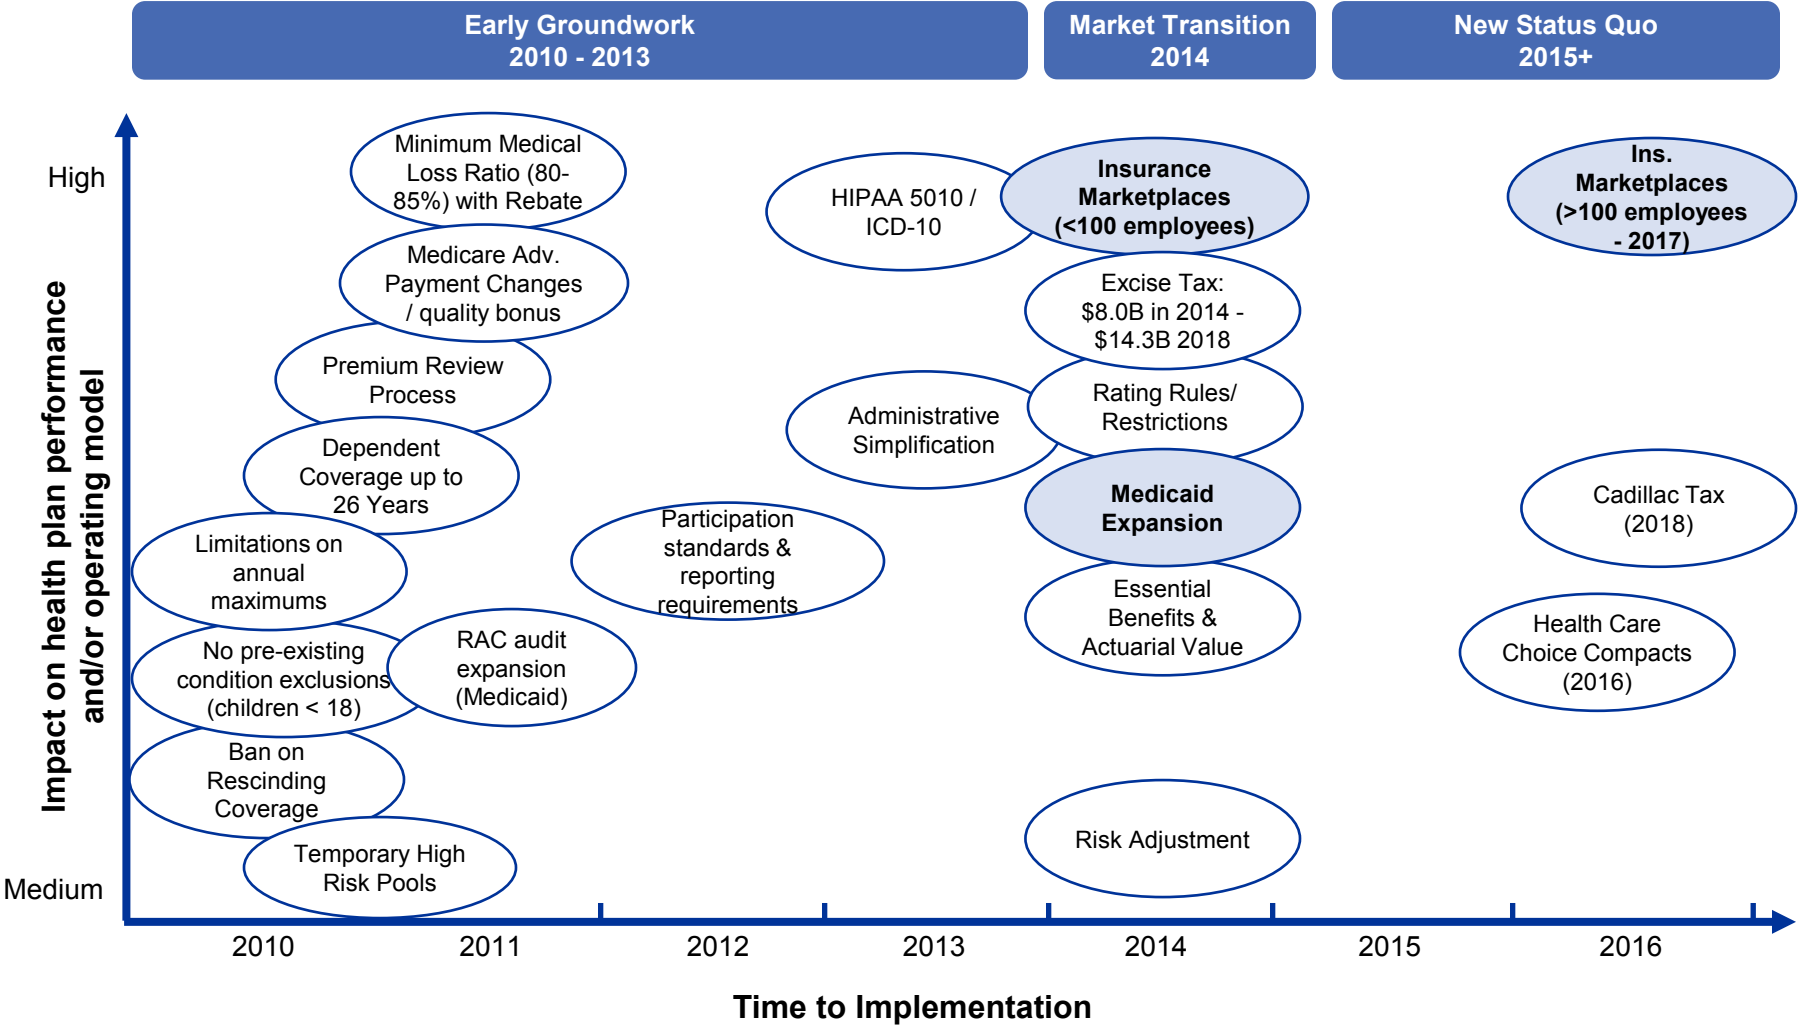 Early Groundwork
2010 - 2013
Market Transition
2014
New Status Quo
2015+
High
Medium
Impact on health plan performance
and/or operating model
Minimum Medical
Loss Ratio (80-
85%) with Rebate
Medicare Adv.
Payment Changes
/ quality bonus
Premium Review
Process
Dependent
Coverage up to
26 Years
Limitations on
annual
maximums
No pre-existing
condition exclusions
(children < 18)
RAC audit
expansion
(Medicaid)
Ban on
Rescinding
Coverage
Temporary High
Risk Pools
Participation
standards &
reporting
requirements
HIPAA 5010 /
ICD-10
Administrative
Simplification
Insurance
Marketplaces
(<100 employees)
Excise Tax:
$8.0B in 2014 -
$14.3B 2018
Rating Rules/
Restrictions
Medicaid
Expansion
Essential
Benefits &
Actuarial Value
Risk Adjustment
Ins.
Marketplaces
(>100 employees
- 2017)
Cadillac Tax
(2018)
Health Care
Choice Compacts
(2016)
2010
2011
2012
2013
2014
2015
2016
Time to Implementation